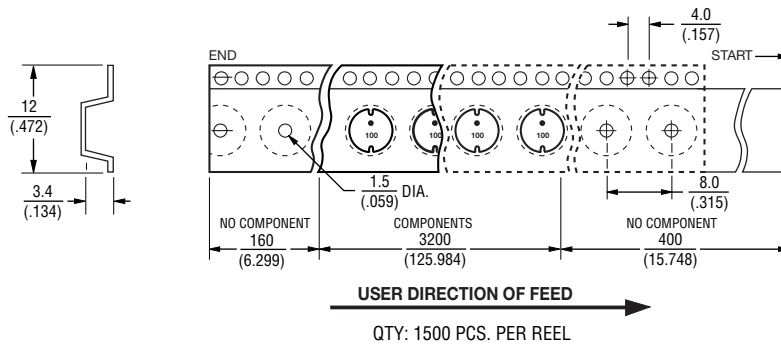 4.0
(.157)
END
START
12
(.472)
100
100
100
100
3.4
(.134)
1.5
(.059)
DIA.
8.0
(.315)
NO COMPONENT
160
(6.299)
COMPONENTS
3200
(125.984)
NO COMPONENT
400
(15.748)
USER DIRECTION OF FEED
QTY: 1500 PCS. PER REEL